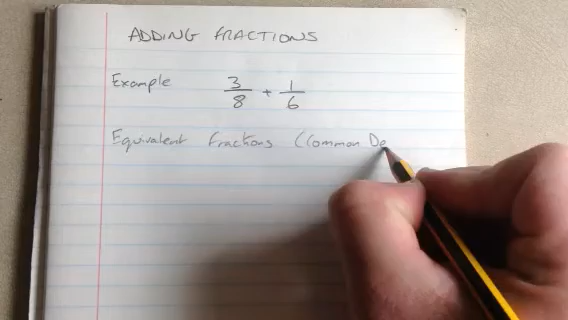 ADDING FRACTIONS
Example 3/8 + 1/6
Equivalent fractions (Common De